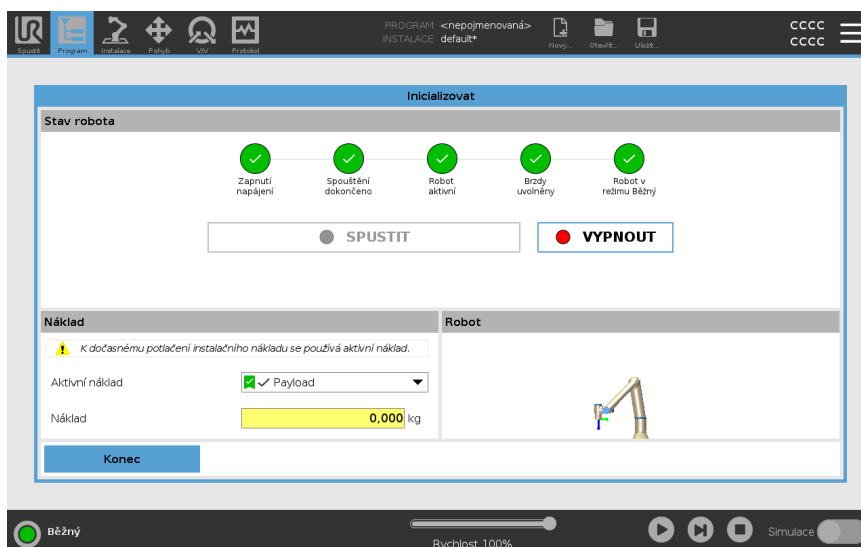 UR
PROGRAM <nepojmenovaná>
INSTALACE default*
cccc
cccc
Spustit Program Instalace Pohyb V/V Protokol
Nový... Otevřít... Uložit...
Inicializovat
Stav robota
Zapnutí napájení
Spouštění dokončeno
Robot aktivní
Brzdy uvolněny
Robot v režimu Běžný
SPUSTIT
VYPNOUT
Náklad
Robot
K dočasnému potlačení instalačního nákladu se používá aktivní náklad.
Aktivní náklad
Payload
Náklad
0,000 kg
Konec
Běžný
Rychlost 100%
Simulace